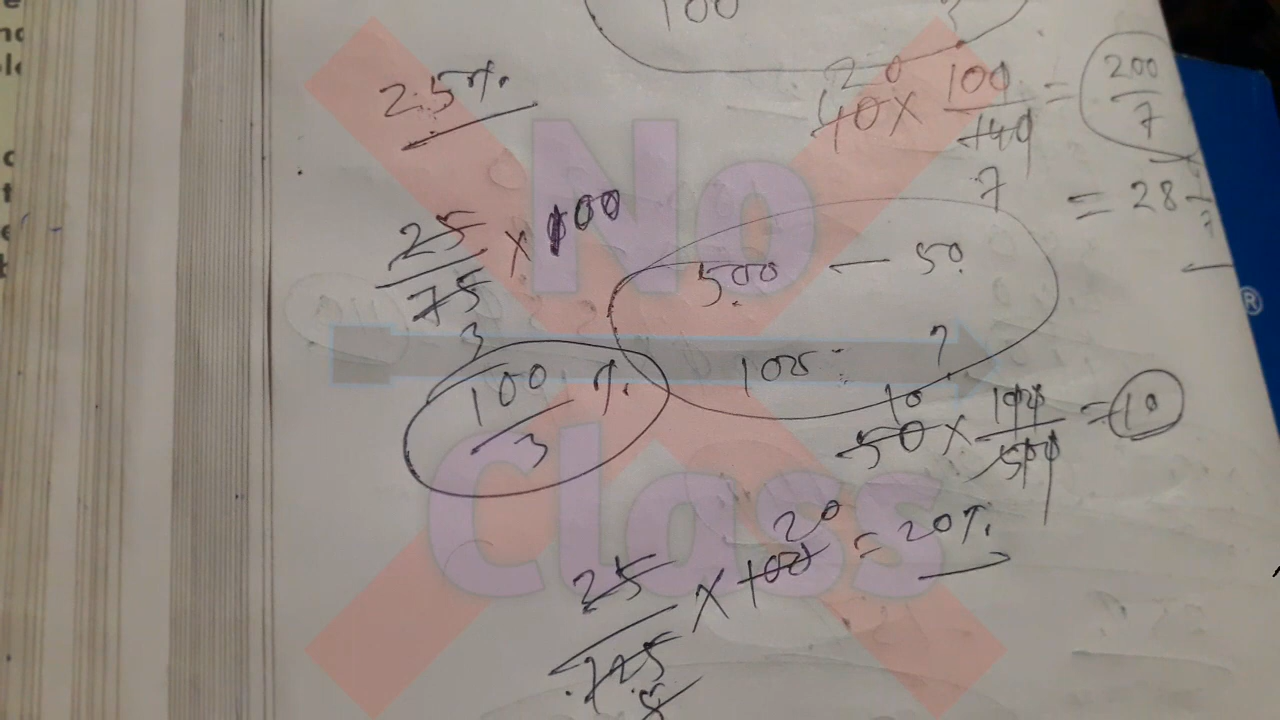 100
25%
20
40 × 100/140 = 200/7
7
= 28
25/75 × 100
3
500 — 50
100 : ?
100/3 %
10
50 × 100/500 = 10
20
25/125 × 100 = 20%
5
No
Class
®